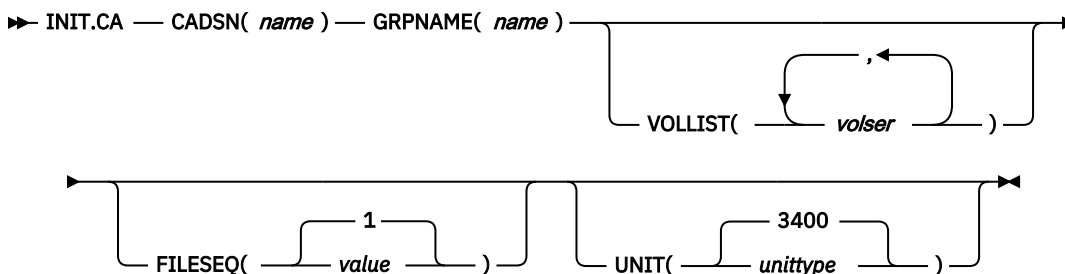 INIT.CA CADSN( name ) GRPNAME( name )
,
VOLLIST( volser )
1 3400
FILESEQ( value ) UNIT( unittype )